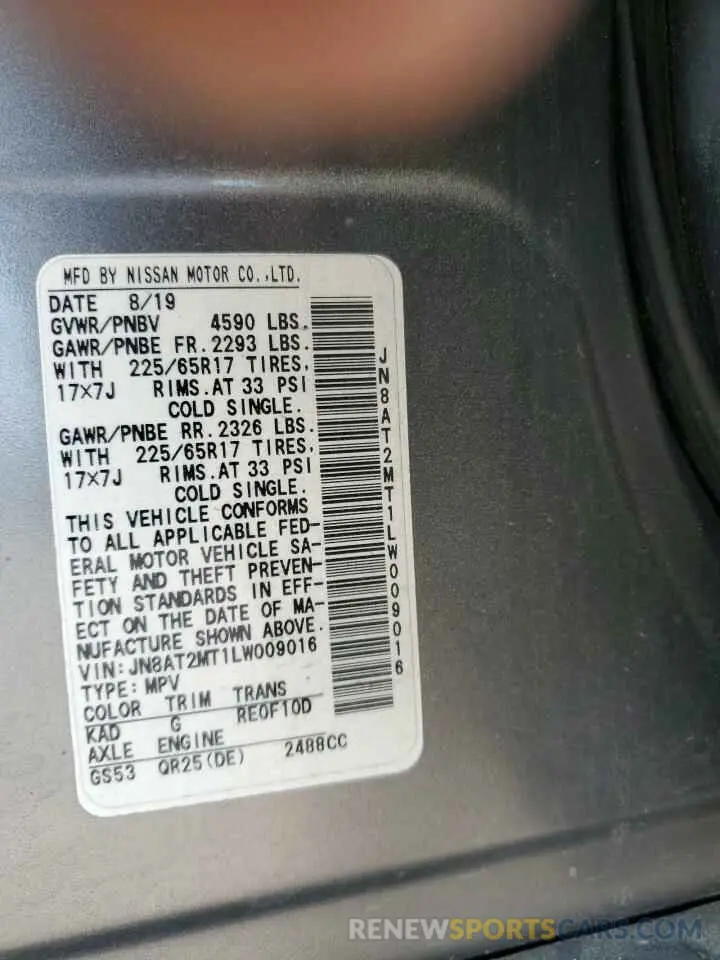 MFD BY NISSAN MOTOR CO.,LTD.
DATE 8/19
GVWR/PNBV 4590 LBS.
GAWR/PNBE FR. 2293 LBS.
WITH 225/65R17 TIRES,
17×7J RIMS.AT 33 PSI
COLD SINGLE.
GAWR/PNBE RR. 2326 LBS.
WITH 225/65R17 TIRES,
17×7J RIMS.AT 33 PSI
COLD SINGLE.
THIS VEHICLE CONFORMS
TO ALL APPLICABLE FED-
ERAL MOTOR VEHICLE SA-
FETY AND THEFT PREVEN-
TION STANDARDS IN EFF-
ECT ON THE DATE OF MA-
NUFACTURE SHOWN ABOVE.
VIN:JN8AT2MT1LW009016
TYPE:MPV
COLOR TRIM TRANS
KAD G RE0F10D
AXLE ENGINE
GS53 QR25(DE) 2488CC
JN8AT2MT1LW009016
RENEWSPORTSCARS.COM